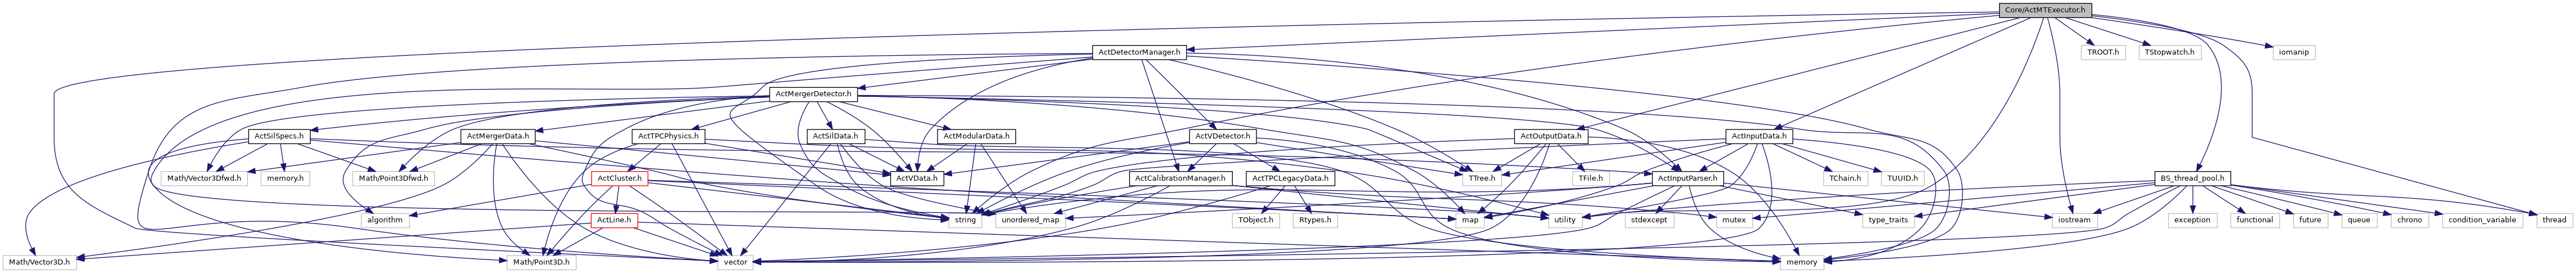 Core/ActMTExecutor.h
ActDetectorManager.h
TROOT.h
TStopwatch.h
iomanip
ActMergerDetector.h
ActSilSpecs.h
ActMergerData.h
ActTPCPhysics.h
ActSilData.h
ActModularData.h
ActVDetector.h
ActOutputData.h
ActInputData.h
Math/Vector3Dfwd.h
memory.h
Math/Point3Dfwd.h
ActCluster.h
ActVData.h
ActCalibrationManager.h
ActTPCLegacyData.h
TTree.h
TFile.h
ActInputParser.h
TChain.h
TUUID.h
BS_thread_pool.h
algorithm
ActLine.h
string
unordered_map
TObject.h
Rtypes.h
map
utility
stdexcept
mutex
type_traits
iostream
exception
functional
future
queue
chrono
condition_variable
thread
Math/Vector3D.h
Math/Point3D.h
vector
memory